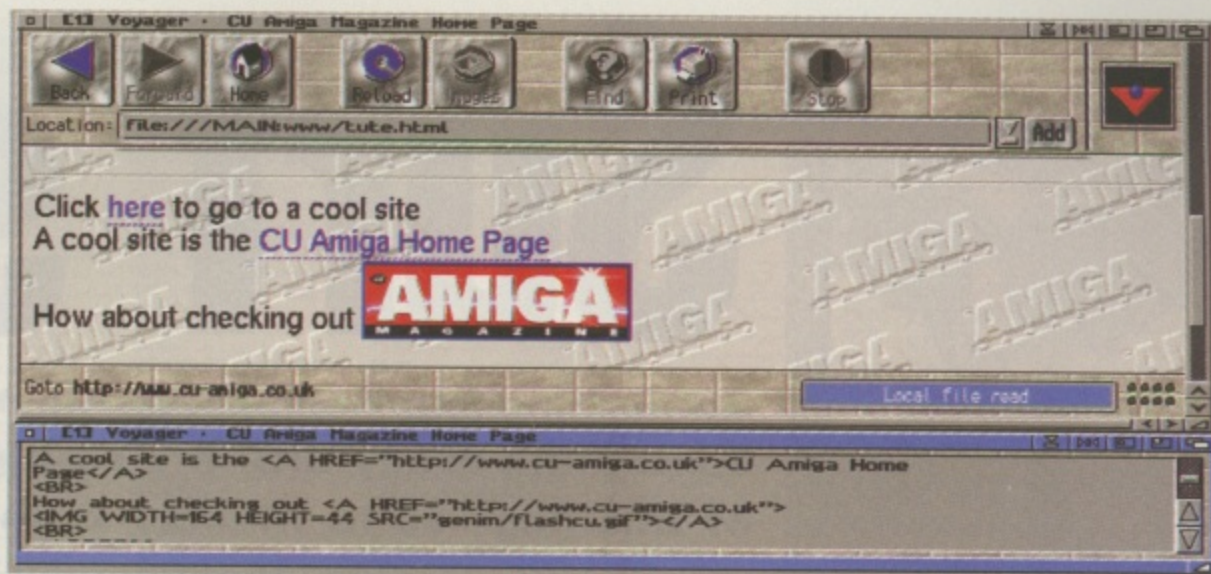 [1] Voyager · CU Amiga Magazine Home Page
Back Forward Home Reload Images Find Print Stop
Location: file:///MAIN:www/tute.html Add
Click here to go to a cool site
A cool site is the CU Amiga Home Page
How about checking out CU AMIGA MAGAZINE
Goto http://www.cu-amiga.co.uk Local file read
[1] Voyager · CU Amiga Magazine Home Page
A cool site is the <A HREF="http://www.cu-amiga.co.uk">CU Amiga Home
Page</A>
<BR>
How about checking out <A HREF="http://www.cu-amiga.co.uk">
<IMG WIDTH=164 HEIGHT=44 SRC="genim/flashcu.gif"></A>
<BR>